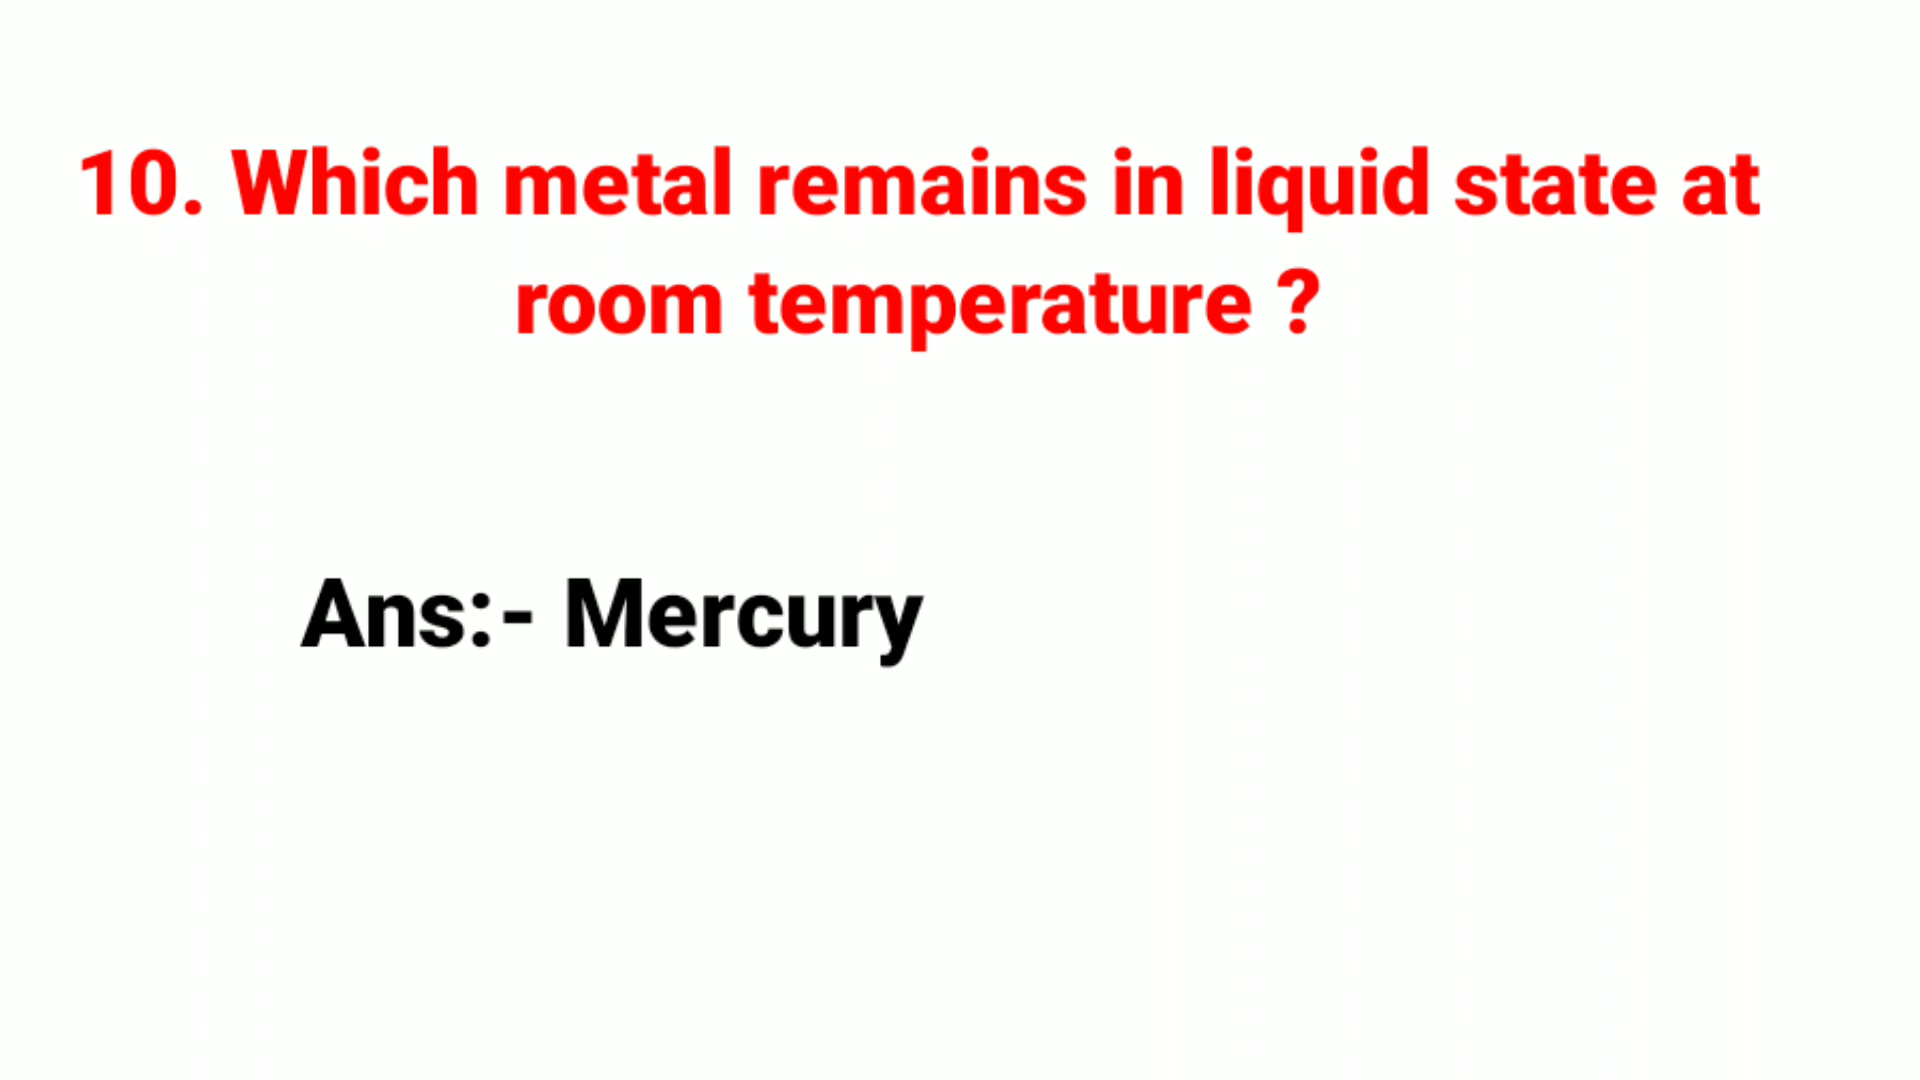 10. Which metal remains in liquid state at
room temperature ?
Ans:- Mercury